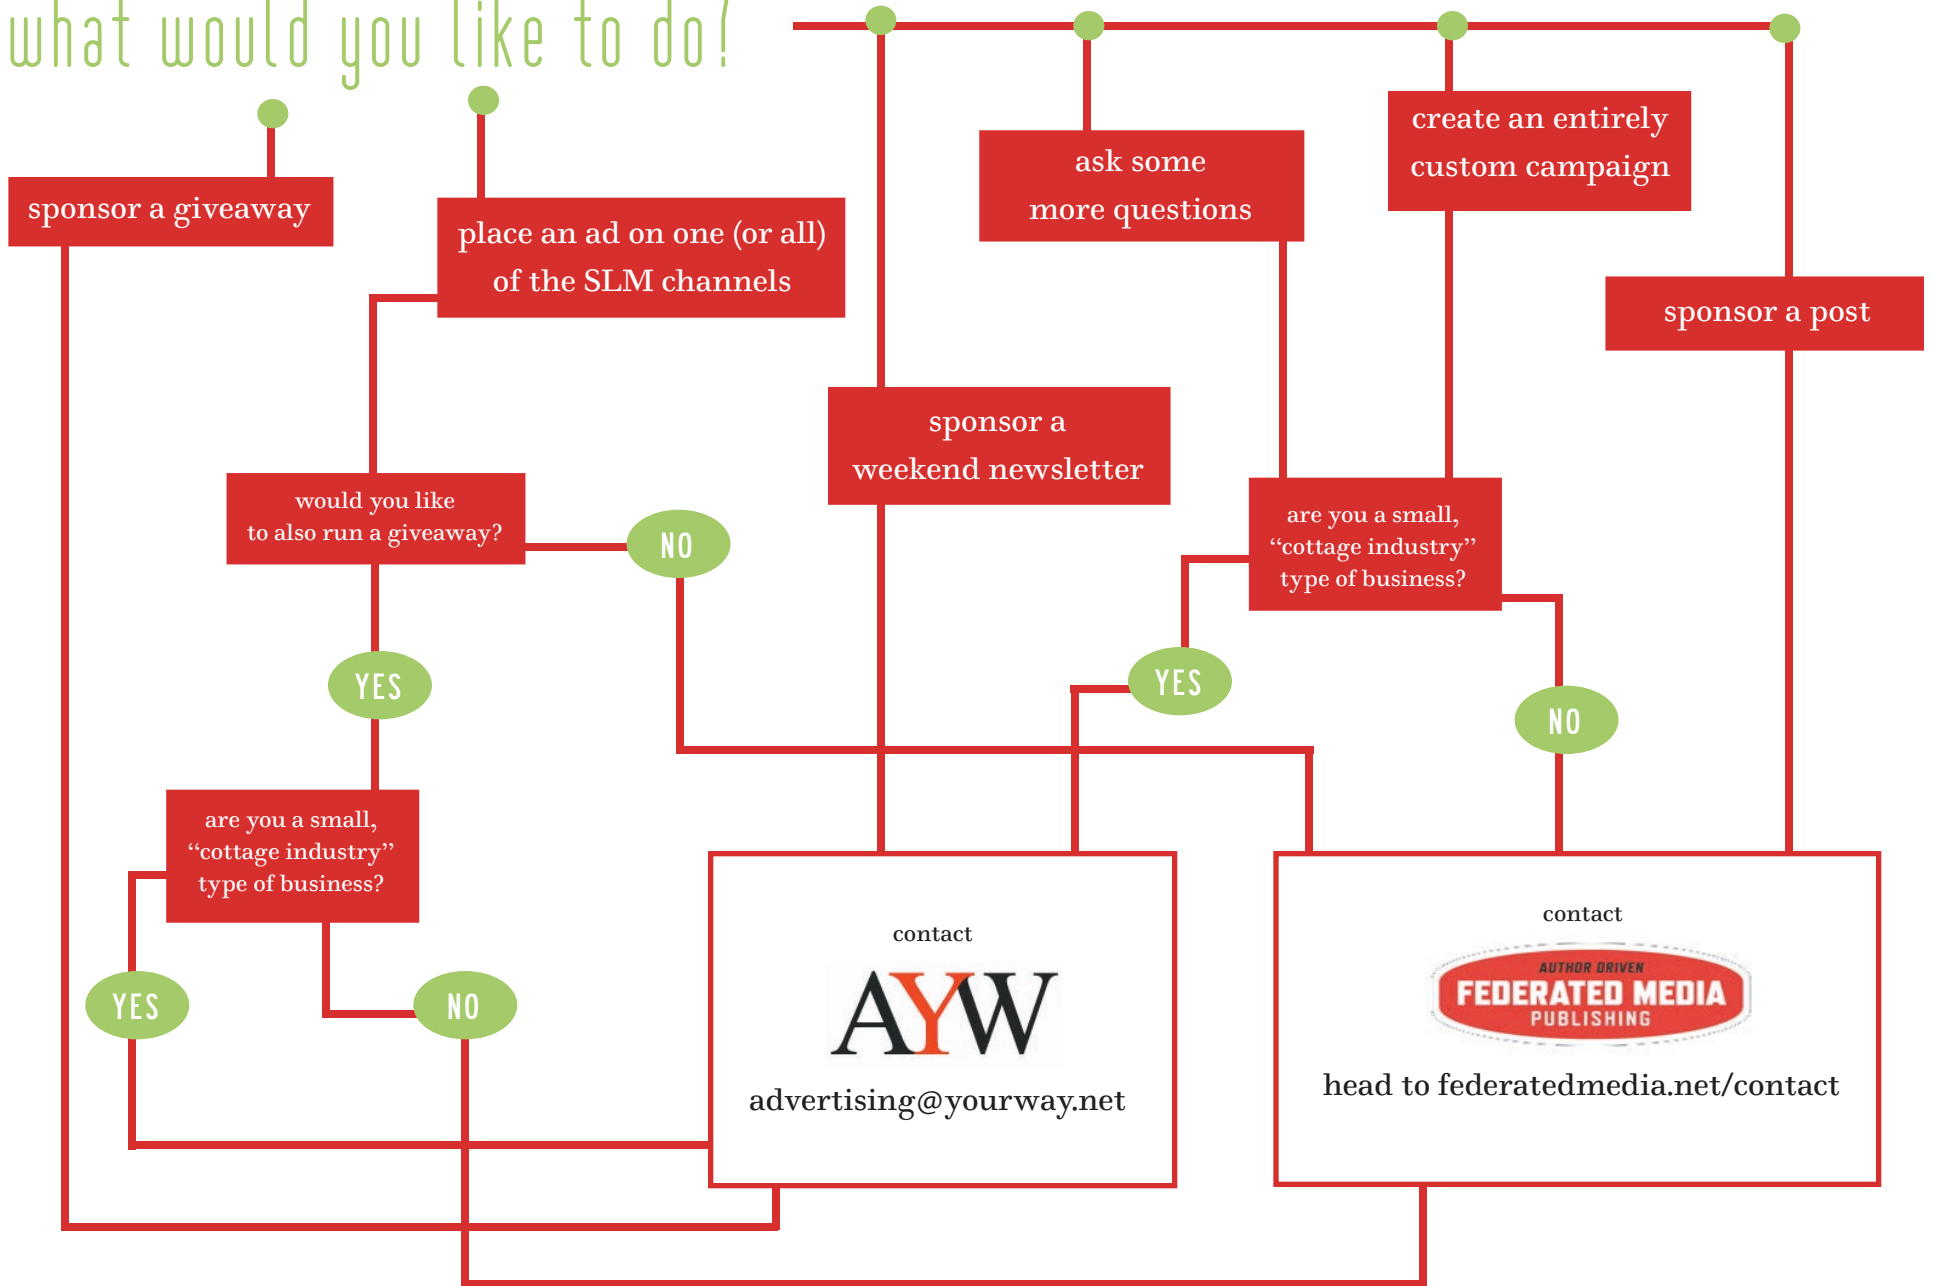 what would you like to do?
sponsor a giveaway
place an ad on one (or all)
of the SLM channels
ask some
more questions
create an entirely
custom campaign
sponsor a post
sponsor a
weekend newsletter
would you like
to also run a giveaway?
NO
are you a small,
“cottage industry”
type of business?
YES
YES
NO
are you a small,
“cottage industry”
type of business?
YES
NO
contact
AYW
advertising@yourway.net
contact
AUTHOR DRIVEN
FEDERATED MEDIA
PUBLISHING
head to federatedmedia.net/contact